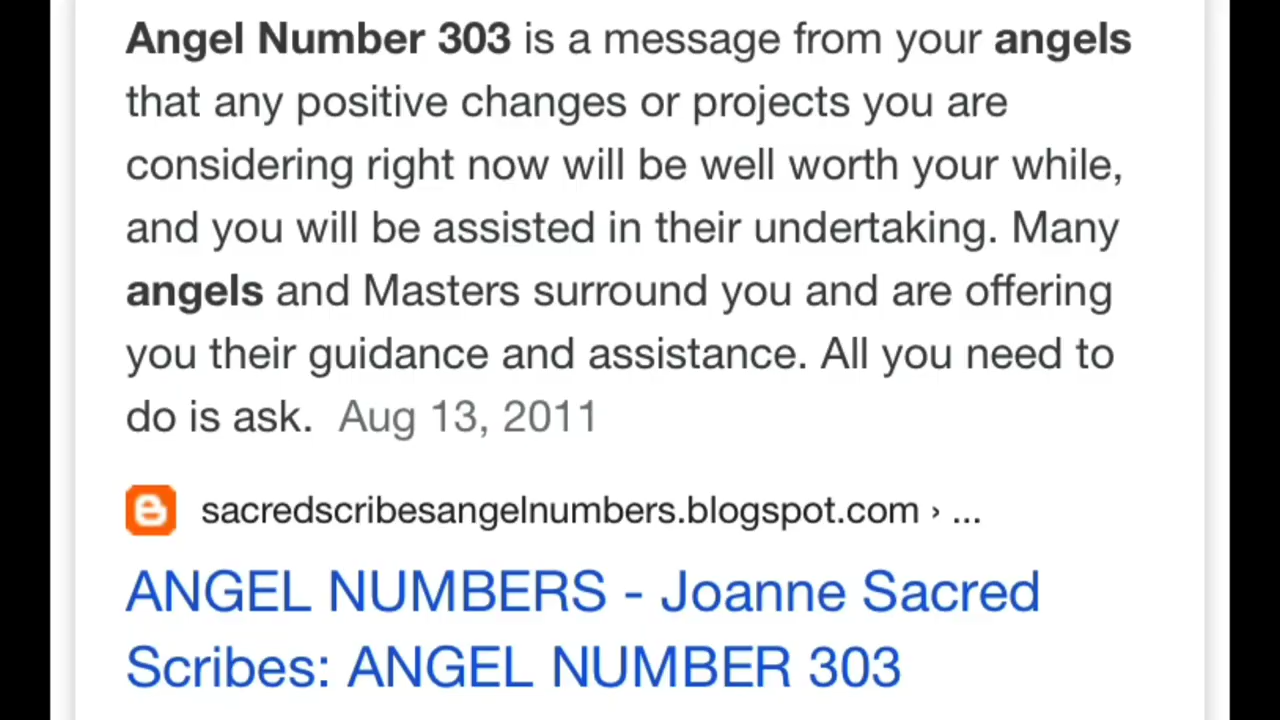 Angel Number 303 is a message from your angels
that any positive changes or projects you are
considering right now will be well worth your while,
and you will be assisted in their undertaking. Many
angels and Masters surround you and are offering
you their guidance and assistance. All you need to
do is ask. Aug 13, 2011
sacredscribesangelnumbers.blogspot.com › ...
ANGEL NUMBERS - Joanne Sacred
Scribes: ANGEL NUMBER 303